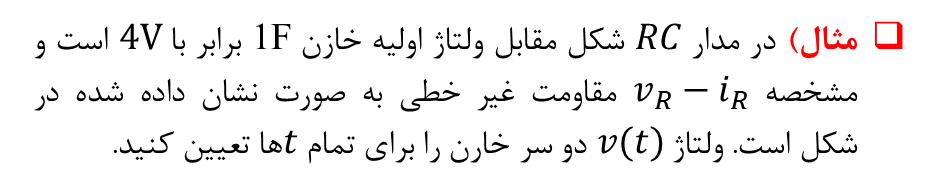 ❑ مثال) در مدار RC شکل مقابل ولتاژ اولیه خازن 1F برابر با 4V است و
مشخصه v_R − i_R مقاومت غیر خطی به صورت نشان داده شده در
شکل است. ولتاژ v(t) دو سر خارن را برای تمام tها تعیین کنید.